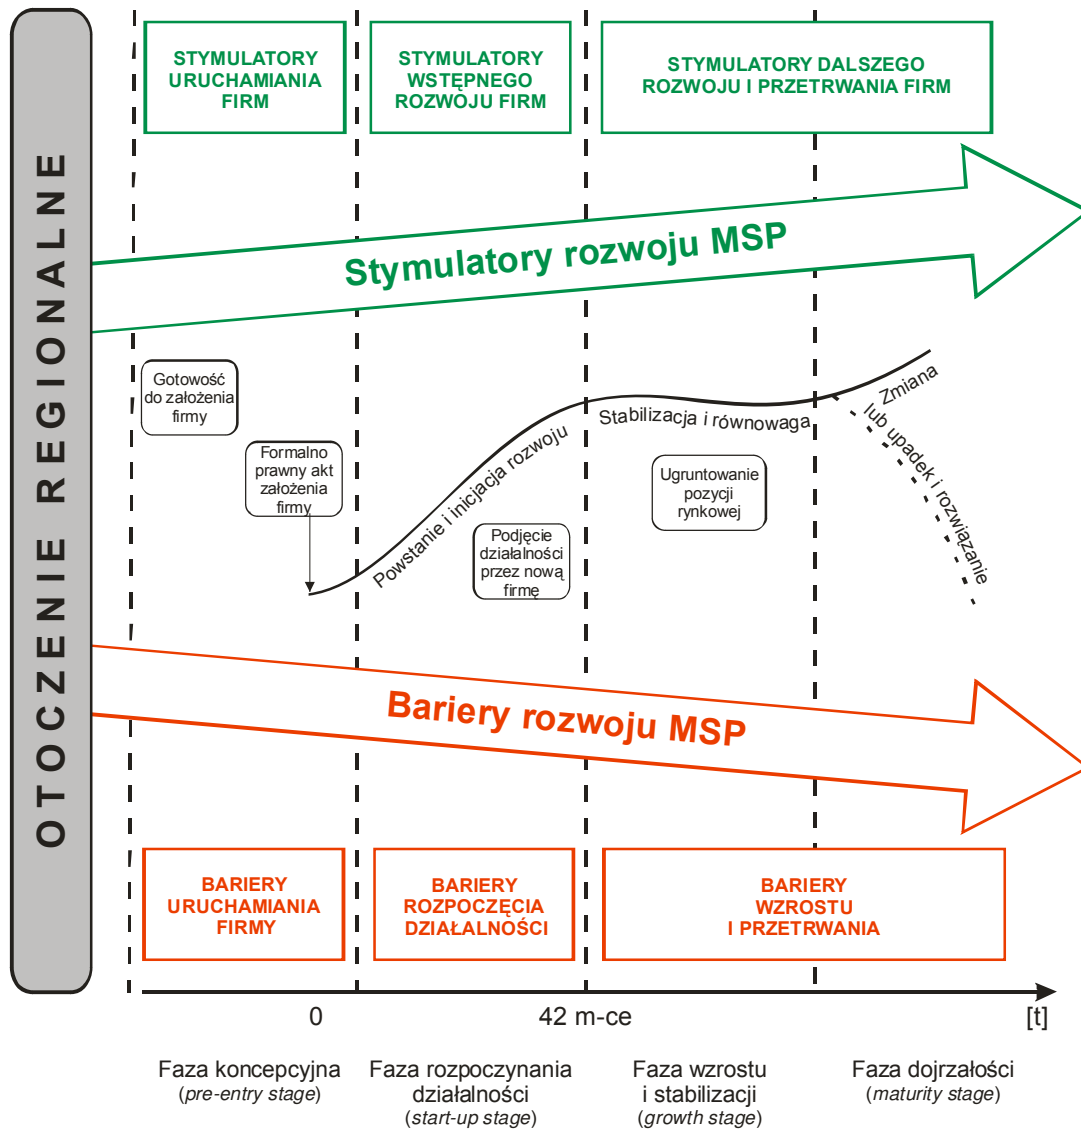 OTOCZENIE REGIONALNE
STYMULATORY
URUCHAMIANIA
FIRM
STYMULATORY
WSTĘPNEGO
ROZWOJU FIRM
STYMULATORY DALSZEGO
ROZWOJU I PRZETRWANIA FIRM
Stymulatory rozwoju MSP
Gotowość
do założenia
firmy
Formalno
prawny akt
założenia
firmy
Powstanie i inicjacja rozwoju
Podjęcie
działalności
przez nową
firmę
Stabilizacja i równowaga
Ugruntowanie
pozycji
rynkowej
Zmiana
lub upadek i rozwiązanie
Bariery rozwoju MSP
BARIERY
URUCHAMIANIA
FIRMY
BARIERY
ROZPOCZĘCIA
DZIAŁALNOŚCI
BARIERY
WZROSTU
I PRZETRWANIA
0
42 m-ce
[t]
Faza koncepcyjna
(pre-entry stage)
Faza rozpoczynania
działalności
(start-up stage)
Faza wzrostu
i stabilizacji
(growth stage)
Faza dojrzałości
(maturity stage)